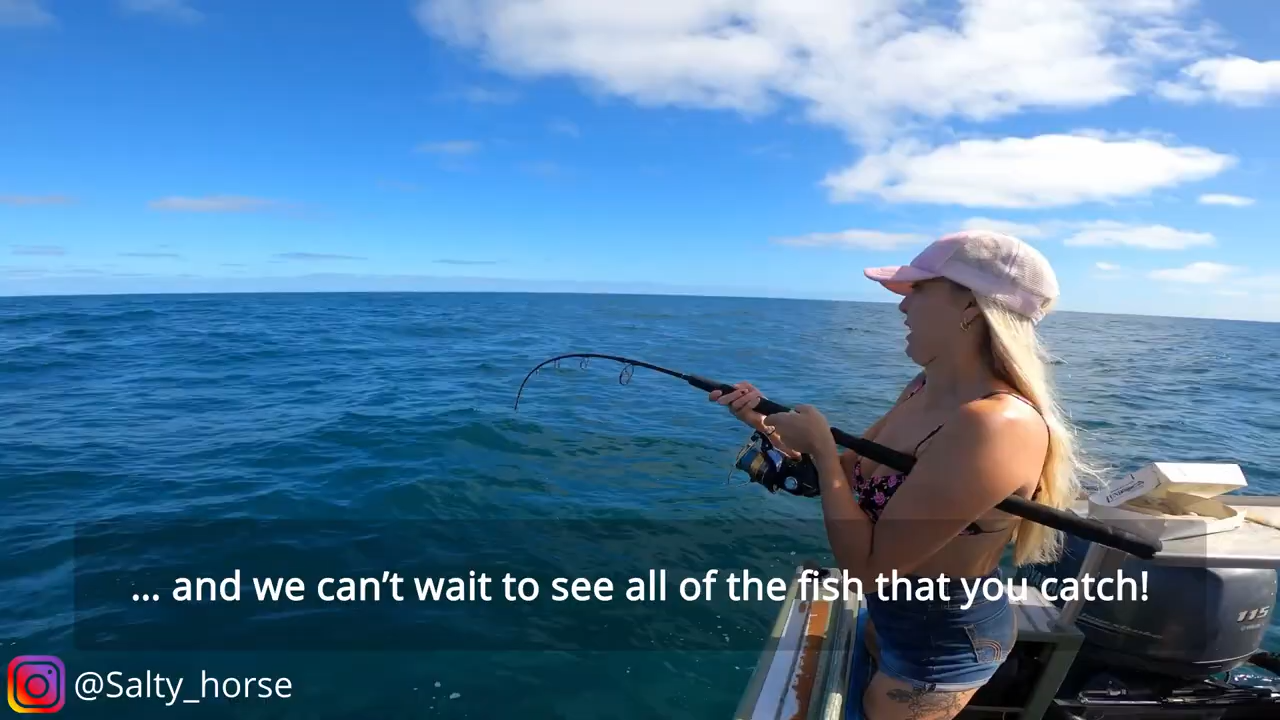 ... and we can’t wait to see all of the fish that you catch!
@Salty_horse
115